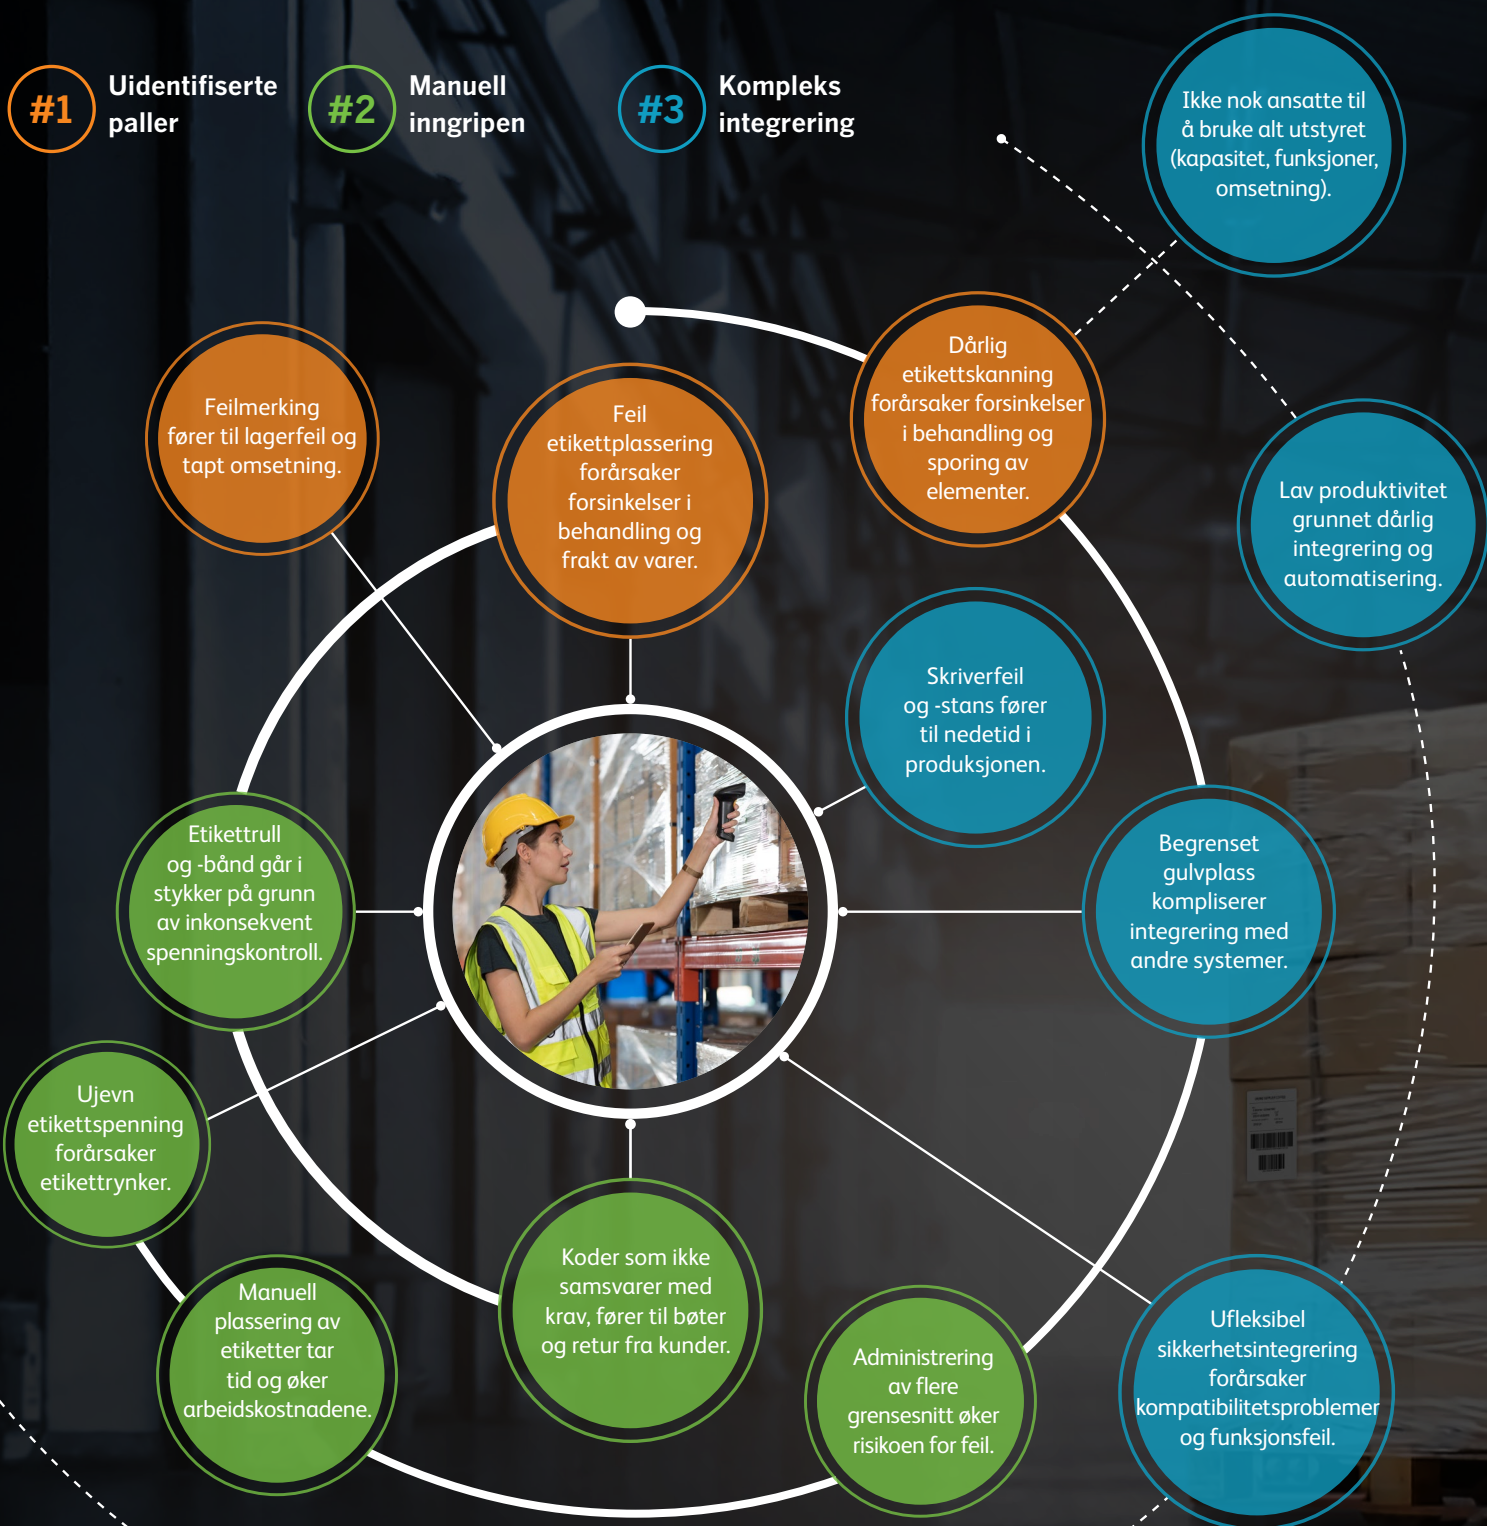 #1
Uidentifiserte
paller
#2
Manuell
inngripen
#3
Kompleks
integrering
Ikke nok ansatte til
å bruke alt utstyret
(kapasitet, funksjoner,
omsetning).
Dårlig
etikettskanning
forårsaker forsinkelser
i behandling og
sporing av
elementer.
Feilmerking
fører til lagerfeil og
tapt omsetning.
Feil
etikettplassering
forårsaker
forsinkelser i
behandling og
frakt av varer.
Lav produktivitet
grunnet dårlig
integrering og
automatisering.
Skriverfeil
og -stans fører
til nedetid i
produksjonen.
Etikettrull
og -bånd går i
stykker på grunn
av inkonsekvent
spenningskontroll.
Begrenset
gulvplass
kompliserer
integrering med
andre systemer.
Ujevn
etikettspenning
forårsaker
etikettrynker.
Koder som ikke
samsvarer med
krav, fører til bøter
og retur fra kunder.
Manuell
plassering av
etiketter tar
tid og øker
arbeidskostnadene.
Administrering
av flere
grensesnitt øker
risikoen for feil.
Ufleksibel
sikkerhetsintegrering
forårsaker
kompatibilitetsproblemer
og funksjonsfeil.